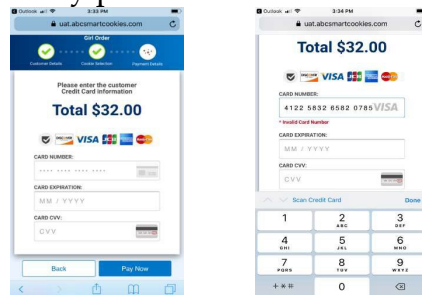 Outlook 3:33 PM
uat.abcsmartcookies.com
Girl Order
Customer Details Cookie Selection Payment Details
Please enter the customer
Credit Card information
Total $32.00
DISCOVER VISA
CARD NUMBER:
CARD EXPIRATION:
MM / YYYY
CARD CVV:
CVV
Back Pay Now
Outlook 3:34 PM
uat.abcsmartcookies.com
Total $32.00
DISCOVER VISA
CARD NUMBER:
4122 5832 6582 0785 VISA
* Invalid Card Number
CARD EXPIRATION:
MM / YYYY
CARD CVV:
CVV
Scan Credit Card Done
1 2 3
ABC DEF
4 5 6
GHI JKL MNO
7 8 9
PQRS TUV WXYZ
+ * # 0